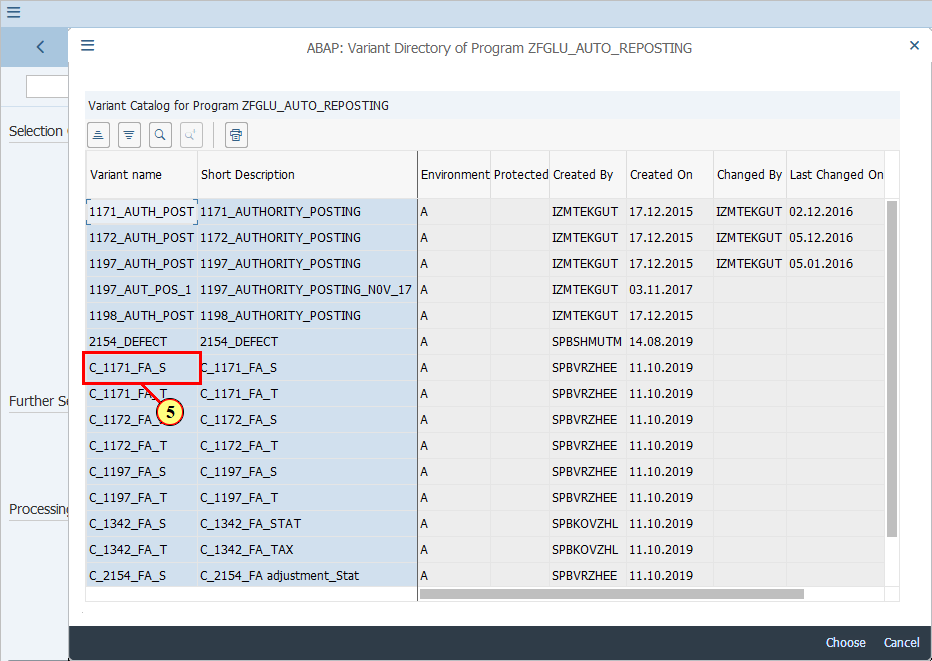 ABAP: Variant Directory of Program ZFGLU_AUTO_REPOSTING
Selection
Further Se
Processing
Variant Catalog for Program ZFGLU_AUTO_REPOSTING
Variant name Short Description Environment Protected Created By Created On Changed By Last Changed On
1171_AUTH_POST 1171_AUTHORITY_POSTING A IZMTEKGUT 17.12.2015 IZMTEKGUT 02.12.2016
1172_AUTH_POST 1172_AUTHORITY_POSTING A IZMTEKGUT 17.12.2015 IZMTEKGUT 05.12.2016
1197_AUTH_POST 1197_AUTHORITY_POSTING A IZMTEKGUT 17.12.2015 IZMTEKGUT 05.01.2016
1197_AUT_POS_1 1197_AUTHORITY_POSTING_N0V_17 A IZMTEKGUT 03.11.2017
1198_AUTH_POST 1198_AUTHORITY_POSTING A IZMTEKGUT 17.12.2015
2154_DEFECT 2154_DEFECT A SPBSHMUTM 14.08.2019
C_1171_FA_S C_1171_FA_S A SPBVRZHEE 11.10.2019
C_1171_FA_T C_1171_FA_T A SPBVRZHEE 11.10.2019
5
C_1172_FA_ C_1172_FA_S A SPBVRZHEE 11.10.2019
C_1172_FA_T C_1172_FA_T A SPBVRZHEE 11.10.2019
C_1197_FA_S C_1197_FA_S A SPBVRZHEE 11.10.2019
C_1197_FA_T C_1197_FA_T A SPBVRZHEE 11.10.2019
C_1342_FA_S C_1342_FA_STAT A SPBKOVZHL 11.10.2019
C_1342_FA_T C_1342_FA_TAX A SPBKOVZHL 11.10.2019
C_2154_FA_S C_2154_FA adjustment_Stat A SPBVRZHEE 11.10.2019
Choose Cancel